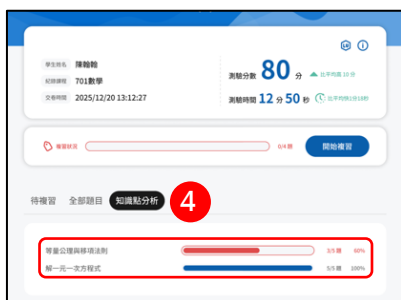 學生姓名 陳翰翰
紀錄課程 701數學
交卷時間 2025/12/20 13:12:27
測驗分數 80 分 比平均高 10 分
測驗時間 12 分 50 秒 比平均快1分18秒
複習狀況 0/4 題 開始複習
待複習 全部題目 知識點分析 4
等量公理與移項法則 3/5 題 60%
解一元一次方程式 5/5 題 100%